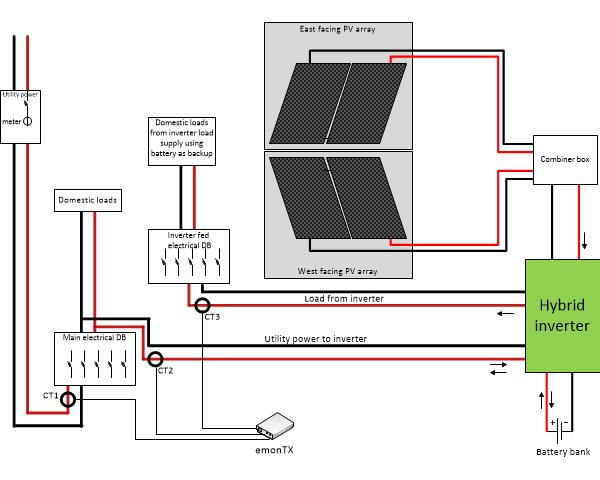 East facing PV array
Utility power
meter
Domestic loads
from inverter load
supply using
battery as backup
Combiner box
Domestic loads
Inverter fed
electrical DB
West facing PV array
Load from inverter
Hybrid
inverter
CT3
Utility power to inverter
Main electrical DB
CT2
CT1
+ -
emonTX
Battery bank